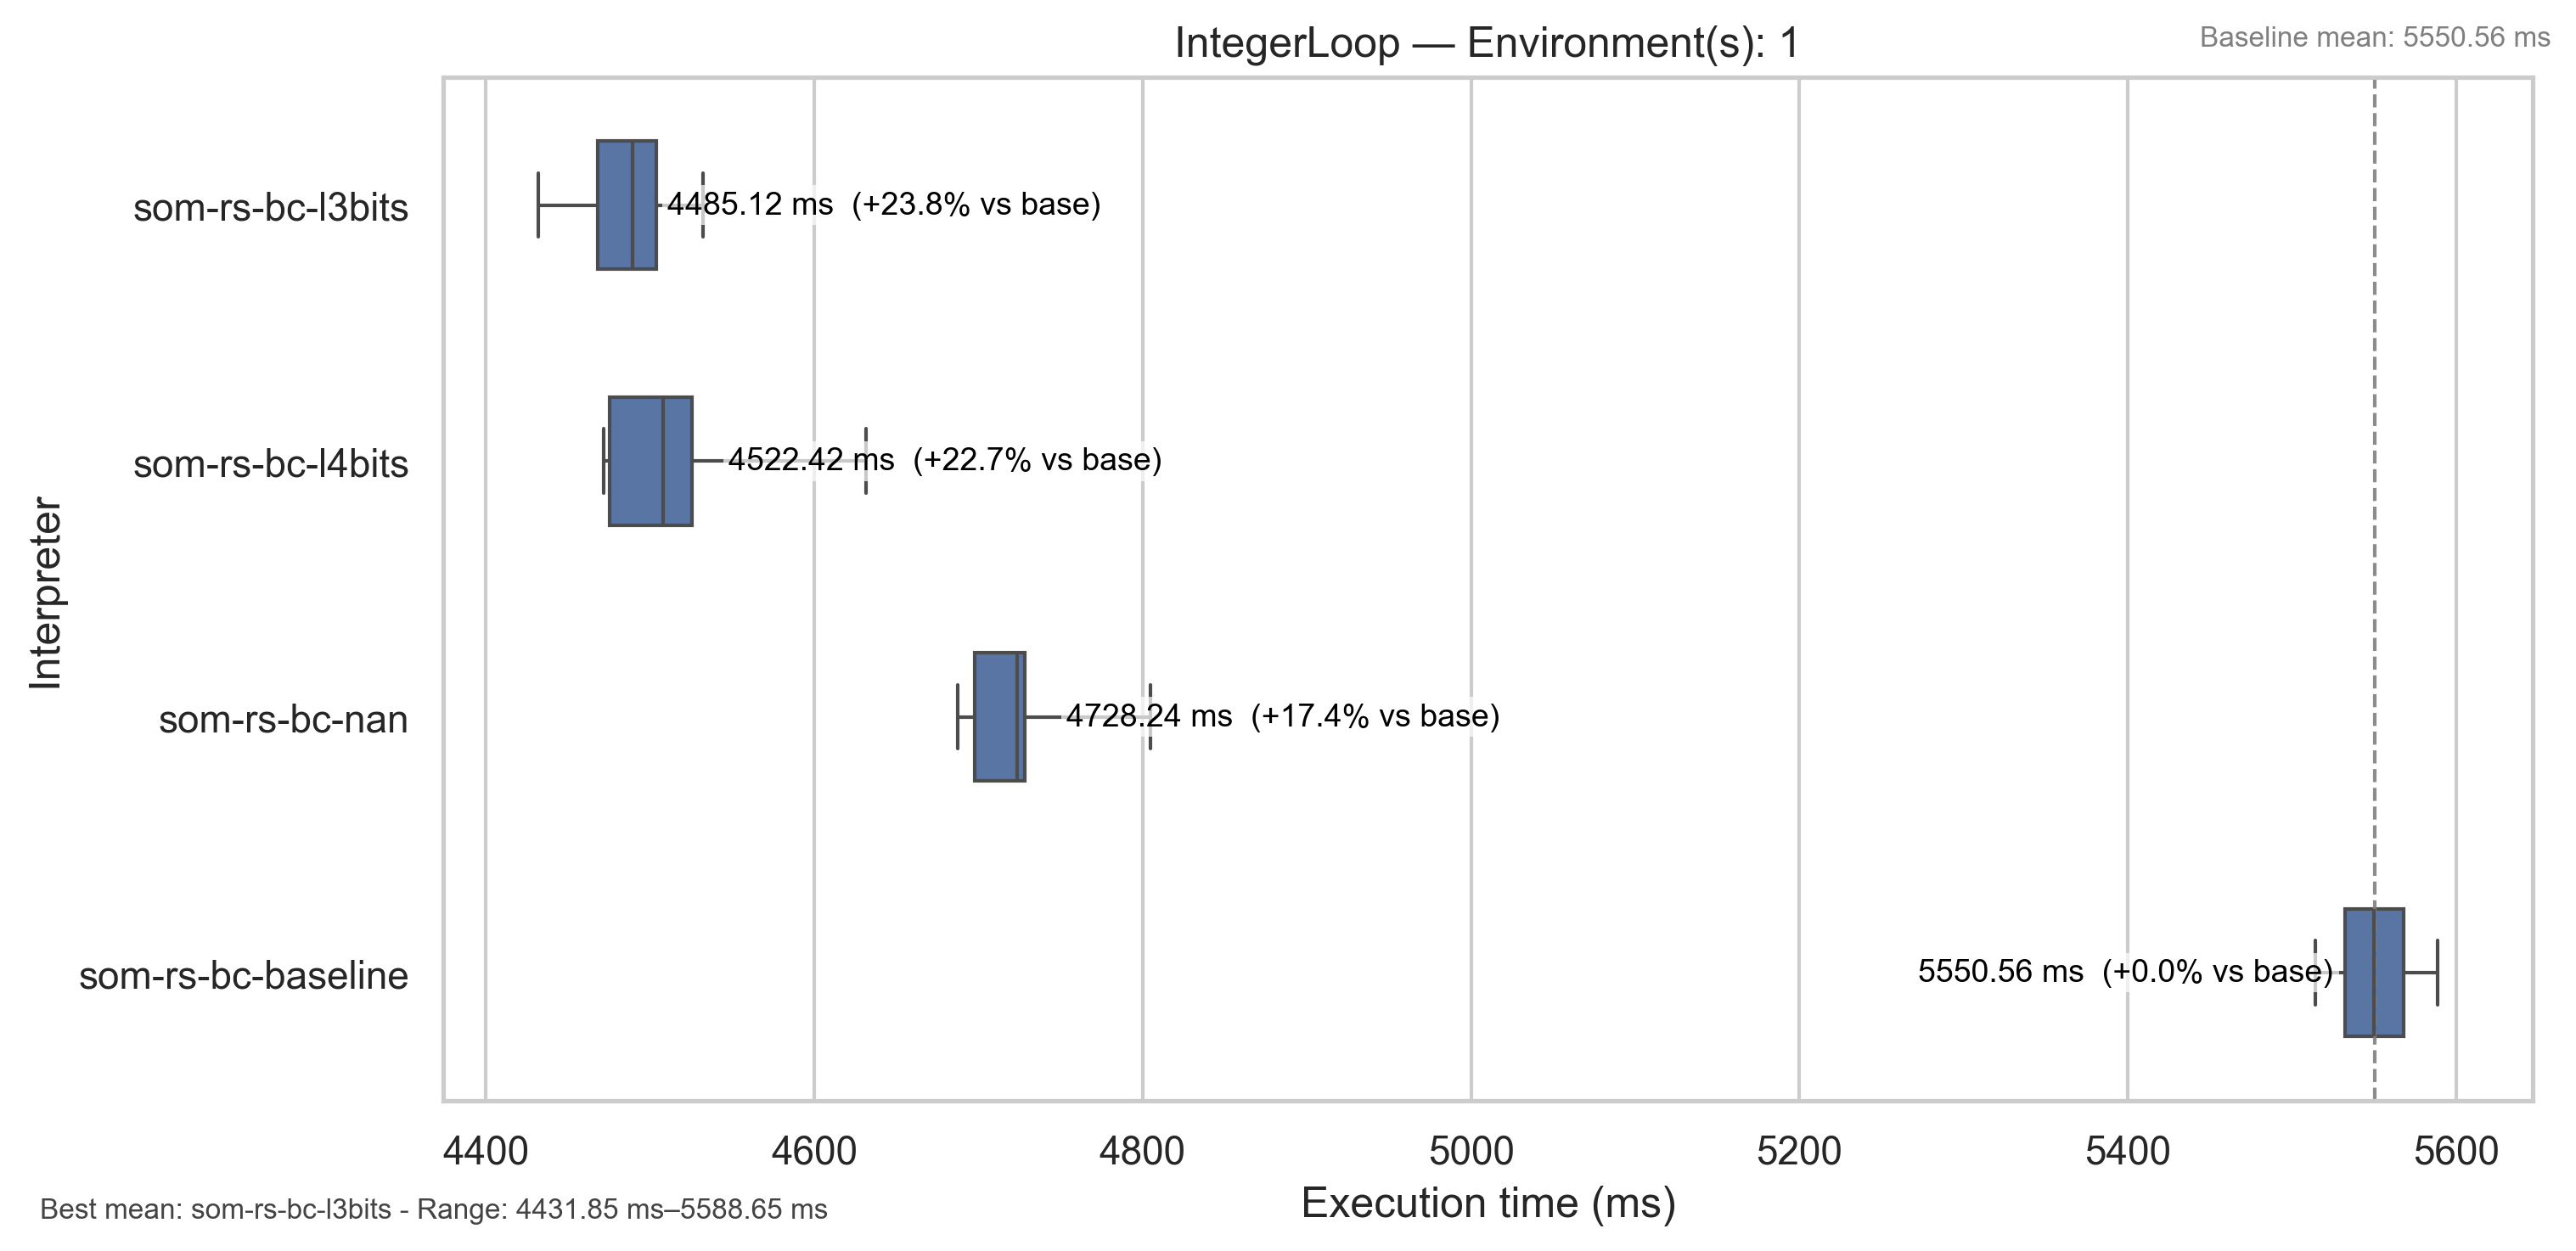 IntegerLoop — Environment(s): 1
Baseline mean: 5550.56 ms
Interpreter
som-rs-bc-l3bits
4485.12 ms (+23.8% vs base)
som-rs-bc-l4bits
4522.42 ms (+22.7% vs base)
som-rs-bc-nan
4728.24 ms (+17.4% vs base)
som-rs-bc-baseline
5550.56 ms (+0.0% vs base)
4400 4600 4800 5000 5200 5400 5600
Execution time (ms)
Best mean: som-rs-bc-l3bits - Range: 4431.85 ms–5588.65 ms